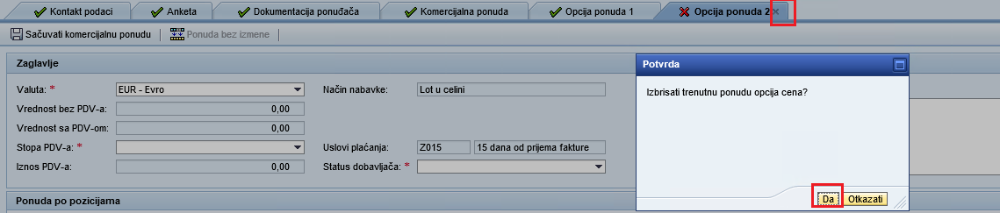 Kontakt podaci
Anketa
Dokumentacija ponuđača
Komercijalna ponuda
Opcija ponuda 1
Opcija ponuda 2
Sačuvati komercijalnu ponudu
Ponuda bez izmene
Zaglavlje
Valuta: *
EUR - Evro
Način nabavke:
Lot u celini
Vrednost bez PDV-a:
0,00
Vrednost sa PDV-om:
0,00
Stopa PDV-a: *
Uslovi plaćanja:
Z015
15 dana od prijema fakture
Iznos PDV-a:
0,00
Status dobavljača: *
Ponuda po pozicijama
Potvrda
Izbrisati trenutnu ponudu opcija cena?
Da
Otkazati